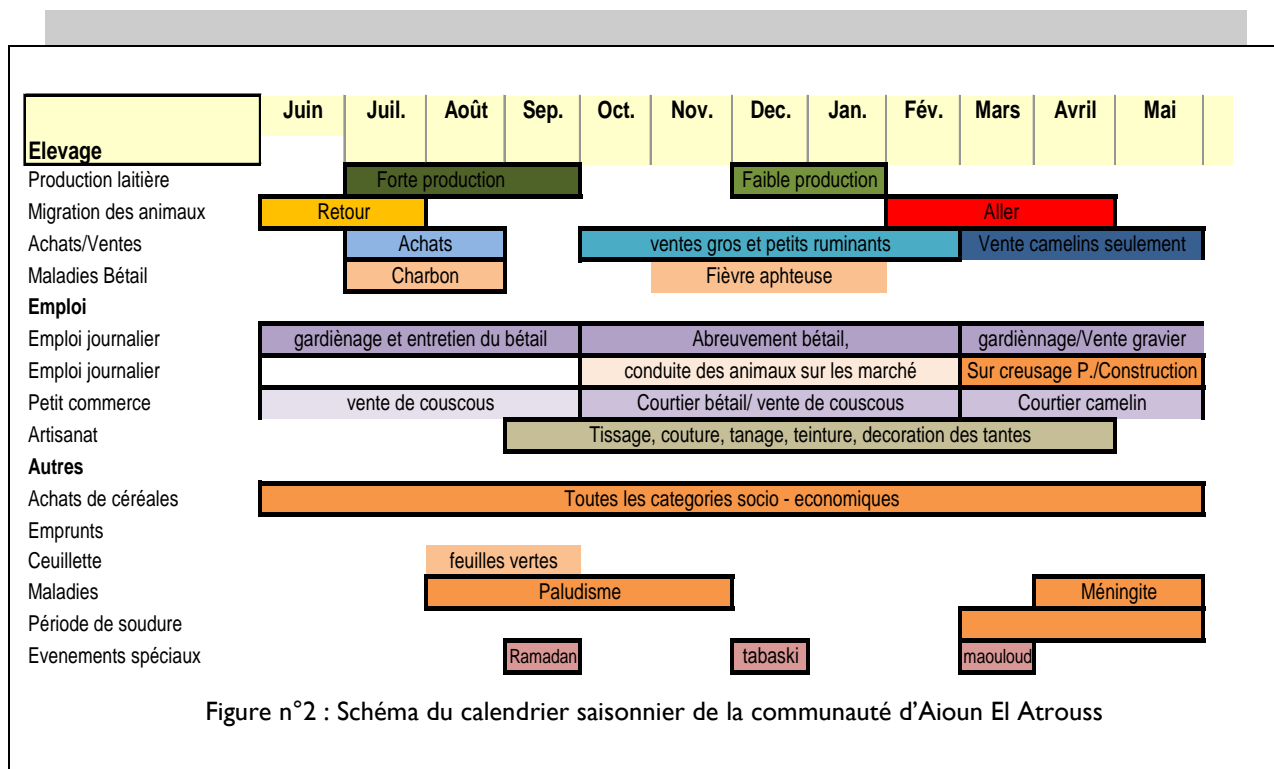 Juin Juil. Août Sep. Oct. Nov. Dec. Jan. Fév. Mars Avril Mai
Elevage
Production laitière Forte production Faible production
Migration des animaux Retour Aller
Achats/Ventes Achats ventes gros et petits ruminants Vente camelins seulement
Maladies Bétail Charbon Fièvre aphteuse
Emploi
Emploi journalier gardiènage et entretien du bétail Abreuvement bétail, gardiènnage/Vente gravier
Emploi journalier conduite des animaux sur les marché Sur creusage P./Construction
Petit commerce vente de couscous Courtier bétail/ vente de couscous Courtier camelin
Artisanat Tissage, couture, tanage, teinture, decoration des tantes
Autres
Achats de céréales Toutes les categories socio - economiques
Emprunts
Ceuillette feuilles vertes
Maladies Paludisme Méningite
Période de soudure
Evenements spéciaux Ramadan tabaski maouloud
Figure n°2 : Schéma du calendrier saisonnier de la communauté d'Aioun El Atrouss